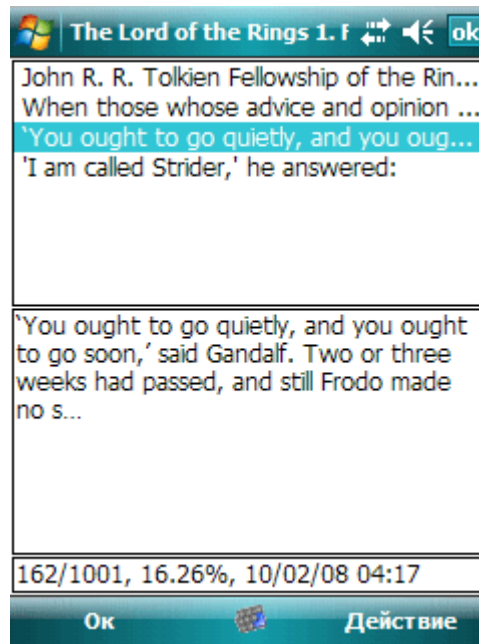 The Lord of the Rings 1. F ok
John R. R. Tolkien Fellowship of the Rin...
When those whose advice and opinion ...
‘You ought to go quietly, and you oug...
'I am called Strider,' he answered:
‘You ought to go quietly, and you ought
to go soon,’ said Gandalf. Two or three
weeks had passed, and still Frodo made
no s...
162/1001, 16.26%, 10/02/08 04:17
Ок Действие